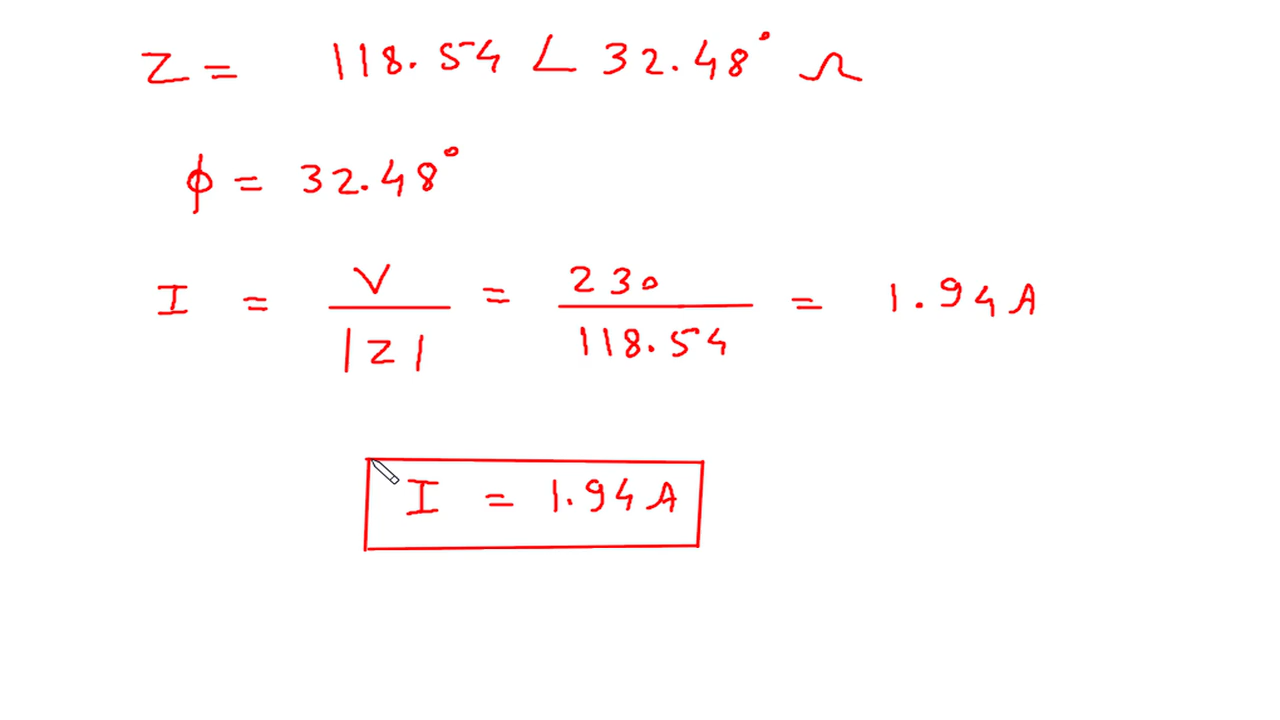 Z = 118.54 ∠ 32.48° Ω
ϕ = 32.48°
I = V / |Z| = 230 / 118.54 = 1.94 A
I = 1.94 A